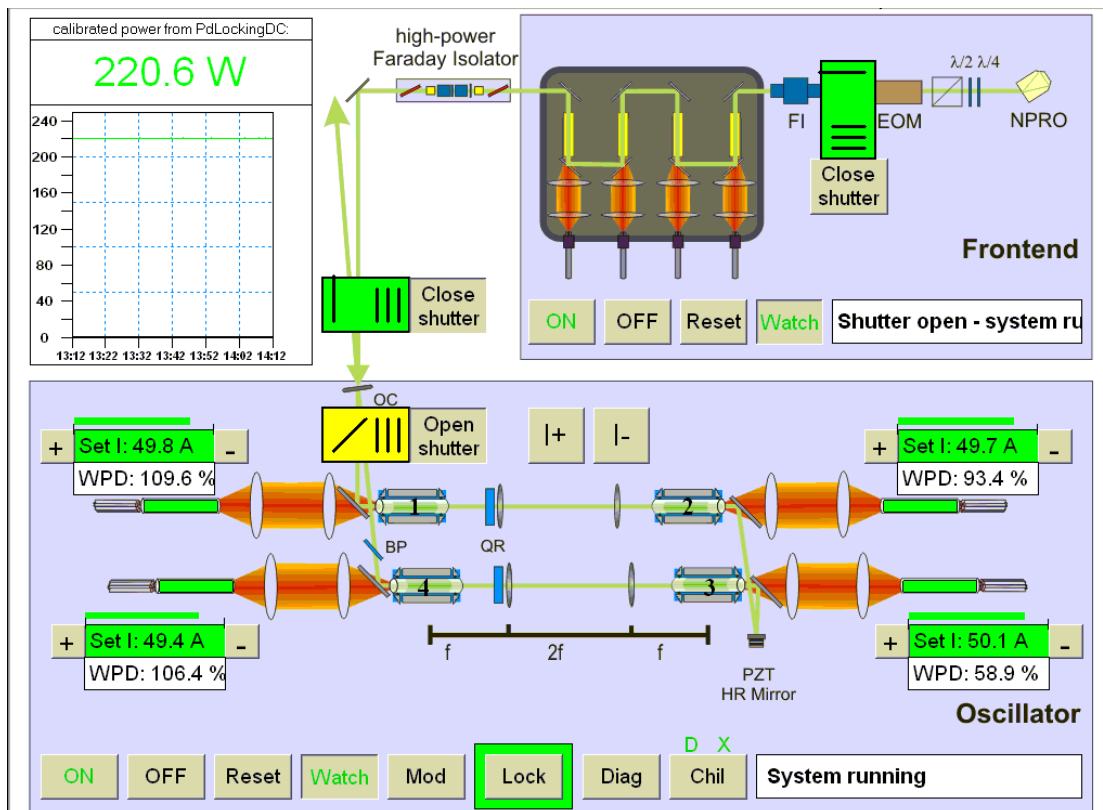 calibrated power from PdLockingDC:
220.6 W
240
200
160
120
80
40
0
13:12 13:22 13:32 13:42 13:52 14:02 14:12
high-power
Faraday Isolator
FI
EOM
λ/2 λ/4
NPRO
Close
shutter
Frontend
ON OFF Reset Watch Shutter open - system ru
Close
shutter
OC
Open
shutter
|+ |-
+ Set I: 49.8 A -
WPD: 109.6 %
+ Set I: 49.7 A -
WPD: 93.4 %
1
2
BP
QR
4
3
+ Set I: 49.4 A -
WPD: 106.4 %
f 2f f
PZT
HR Mirror
+ Set I: 50.1 A -
WPD: 58.9 %
Oscillator
D X
ON OFF Reset Watch Mod Lock Diag Chil System running